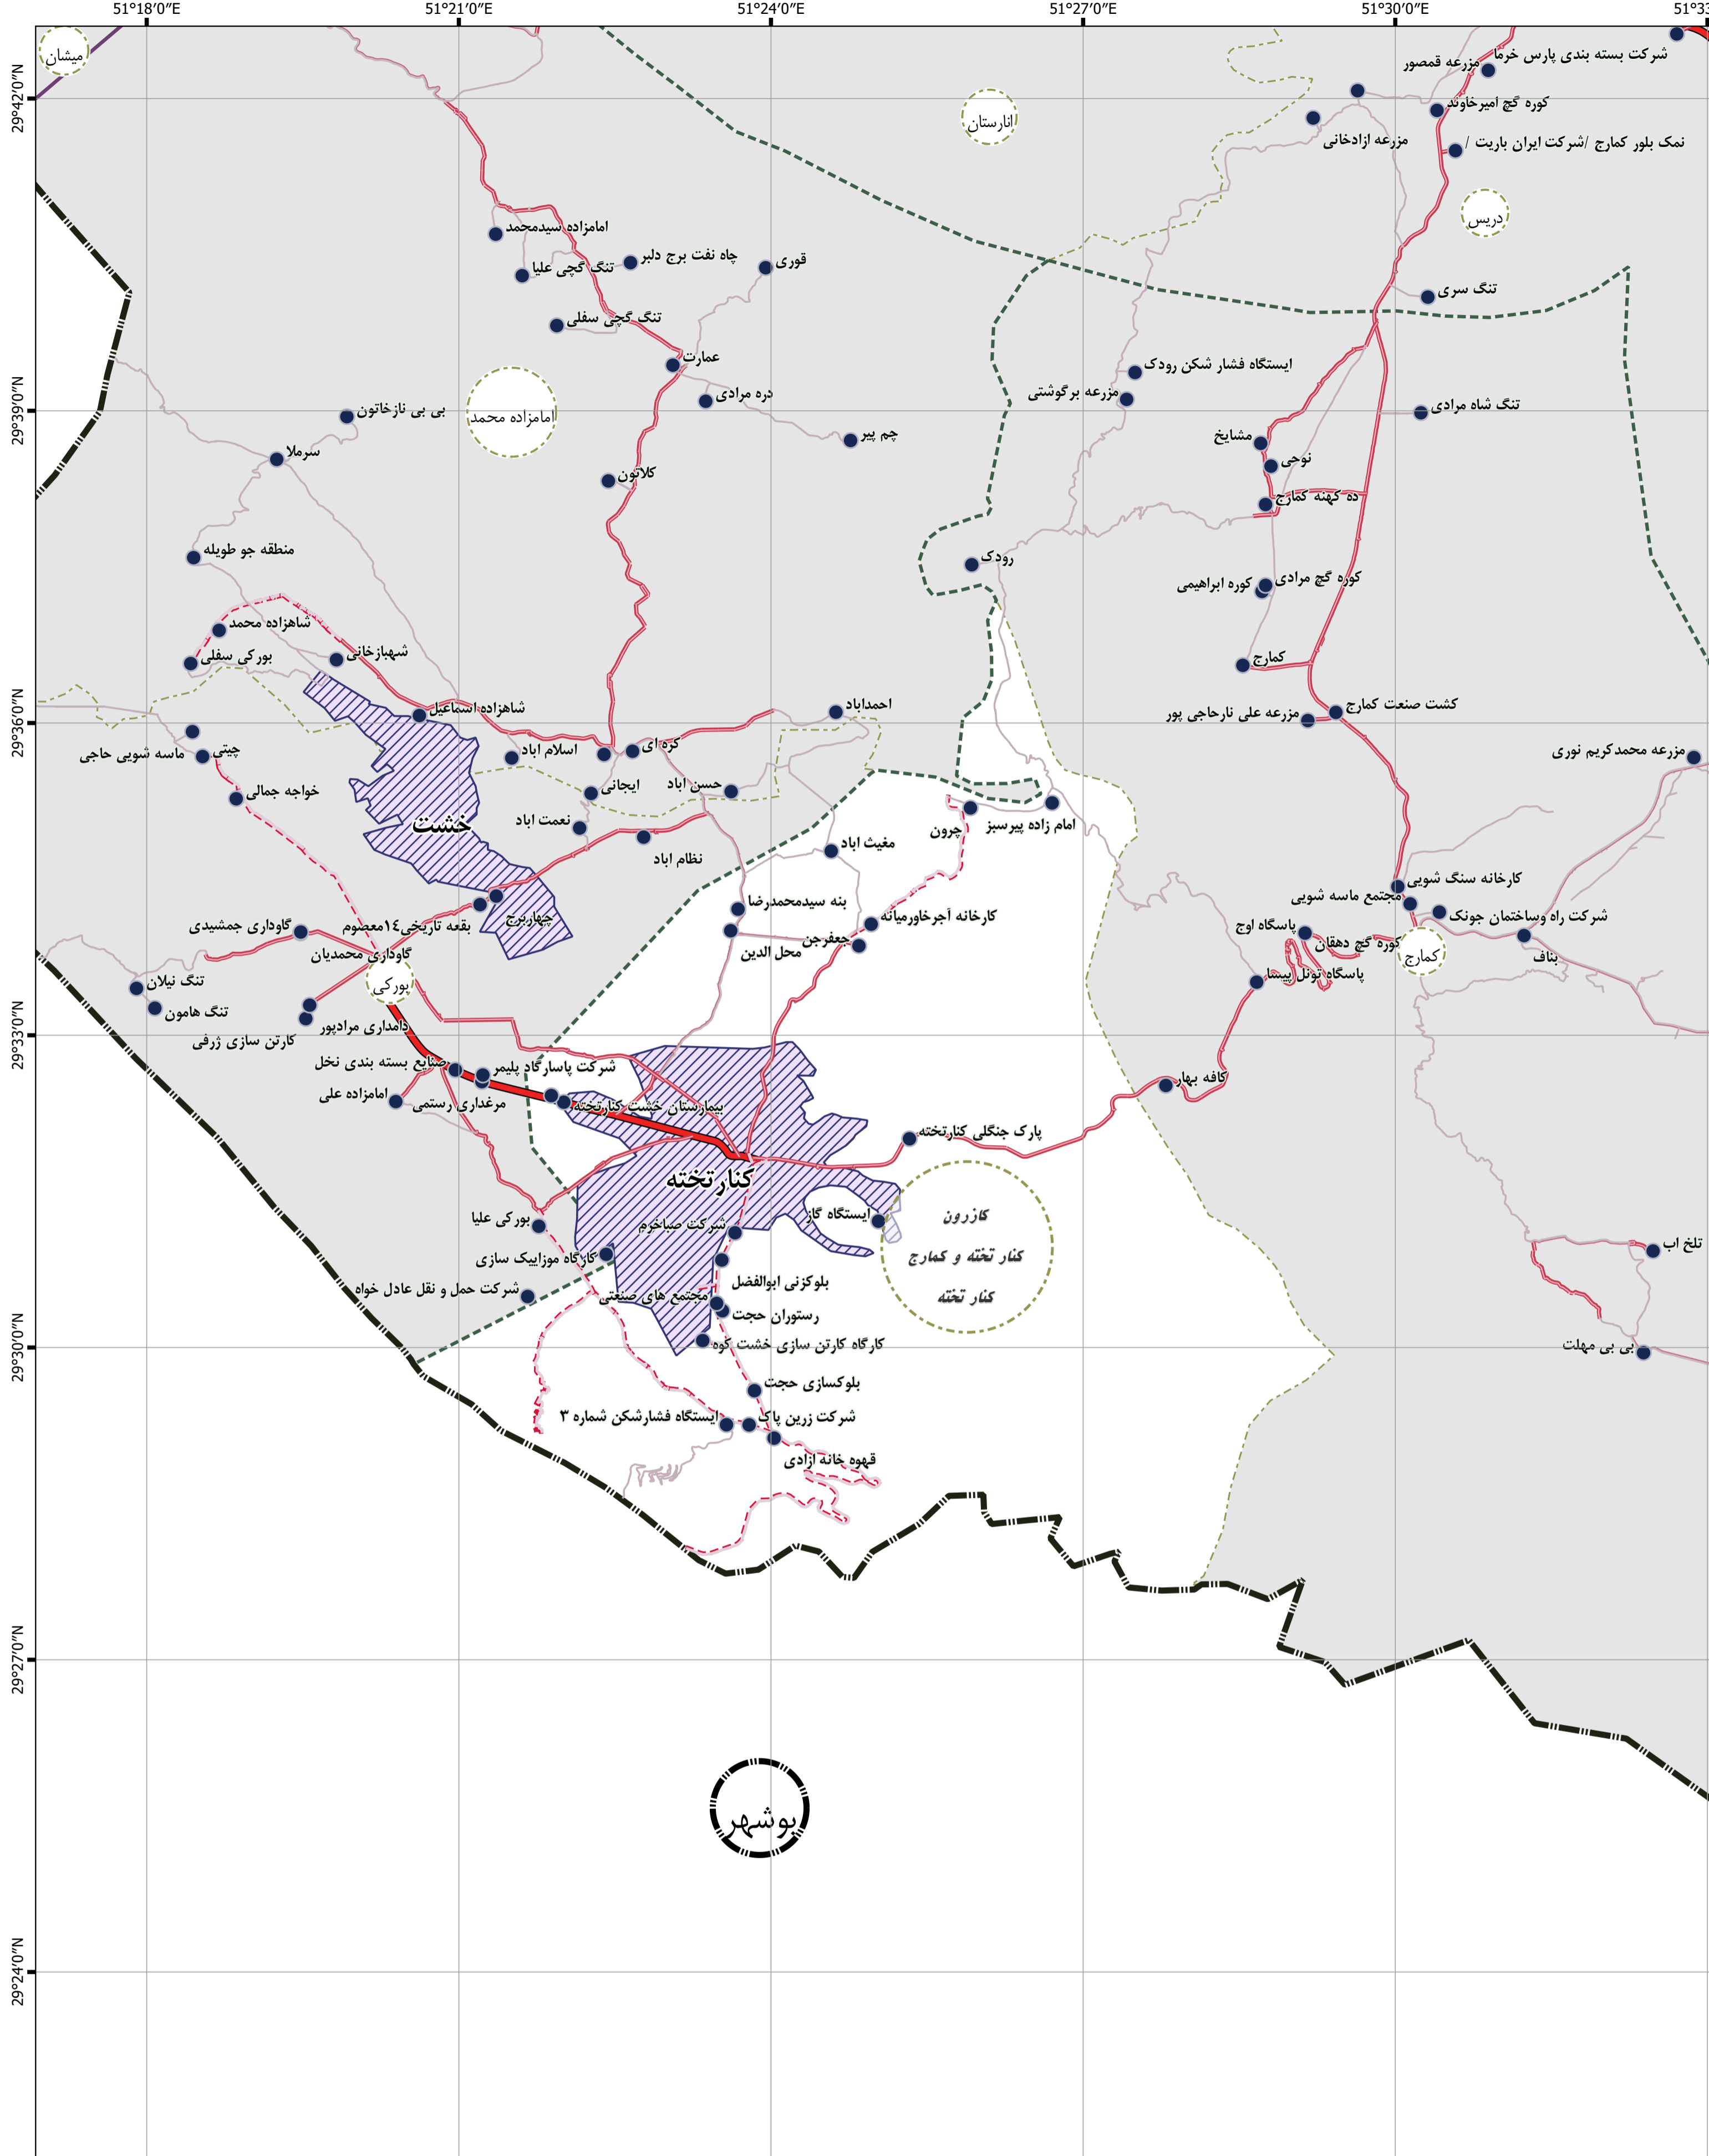 51°18′0″E
51°21′0″E
51°24′0″E
51°27′0″E
51°30′0″E
29°42′0″N
29°39′0″N
29°36′0″N
29°33′0″N
29°30′0″N
29°27′0″N
29°24′0″N
میشان
شرکت بسته بندی پارس خرما
مزرعه قمصور
انارستان
کوره گچ امیرخاوند
مزرعه ازادخانی
نمک بلور کمارج /شرکت ایران باریت /
دریس
امامزاده سیدمحمد
چاه نفت برج دلبر
قوری
تنگ گچی علیا
تنگ سری
تنگ گچی سفلی
عمارت
ایستگاه فشار شکن رودک
دره مرادی
مزرعه برگوشتی
تنگ شاه مرادی
بی بی نازخاتون
امامزاده محمد
چم پیر
مشایخ
سرملا
نوحی
کلاتون
ده کهنه کمارج
منطقه جو طویله
رودک
کوره گچ مرادی
کوره ابراهیمی
شاهزاده محمد
شهبازخانی
بورکی سفلی
کمارج
شاهزاده اسماعیل
احمداباد
کشت صنعت کمارج
مزرعه علی نارحاجی پور
چیتی
ماسه شویی حاجی
اسلام اباد
کره ای
مزرعه محمدکریم نوری
خواجه جمالی
ایجانی
حسن اباد
خشت
نعمت اباد
چرون
امام زاده پیرسبز
نظام اباد
مغیث اباد
کارخانه سنگ شویی
مجتمع ماسه شویی
بنه سیدمحمدرضا
کارخانه آجرخاورمیانه
شرکت راه وساختمان جونک
چهاربرج
بقعه تاریخی١٤معصوم
گاوداری جمشیدی
پاسگاه اوج
جعفرجن
کوره گچ دهقان
گاوداری محمدیان
محل الدین
کمارج
بناف
تنگ نیلان
بورکی
پاسگاه تونل پیسا
تنگ هامون
دامداری مرادپور
کارتن سازی ژرفی
صنایع بسته بندی نخل
شرکت پاسارگاد پلیمر
کافه بهار
امامزاده علی
مرغداری رستمی
بیمارستان خشت کنارتخته
پارک جنگلی کنارتخته
کنارتخته
بورکی علیا
ایستگاه گاز
کازرون
شرکت صباخرم
تلخ اب
کارگاه موزاییک سازی
کنار تخته و کمارج
بلوکزنی ابوالفضل
شرکت حمل و نقل عادل خواه
مجتمع های صنعتی
کنار تخته
رستوران حجت
کارگاه کارتن سازی خشت کوه
بی بی مهلت
بلوکسازی حجت
ایستگاه فشارشکن شماره ۳
شرکت زرین پاک
قهوه خانه ازادی
بوشهر